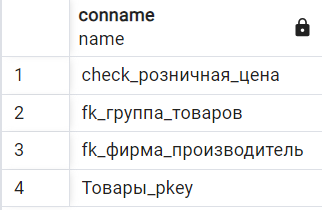 conname
name
1 check_розничная_цена
2 fk_группа_товаров
3 fk_фирма_производитель
4 Товары_pkey